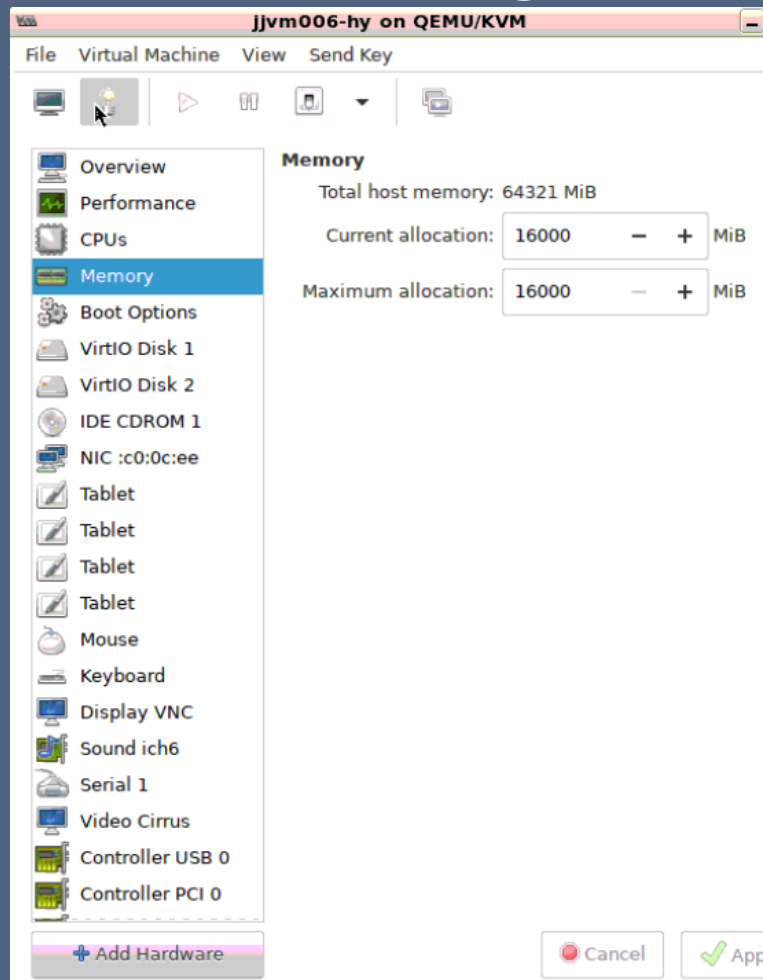 jjvm006-hy on QEMU/KVM
File Virtual Machine View Send Key
Overview
Performance
CPUs
Memory
Boot Options
VirtIO Disk 1
VirtIO Disk 2
IDE CDROM 1
NIC :c0:0c:ee
Tablet
Tablet
Tablet
Tablet
Mouse
Keyboard
Display VNC
Sound ich6
Serial 1
Video Cirrus
Controller USB 0
Controller PCI 0
Add Hardware
Memory
Total host memory: 64321 MiB
Current allocation: 16000 − + MiB
Maximum allocation: 16000 − + MiB
Cancel App